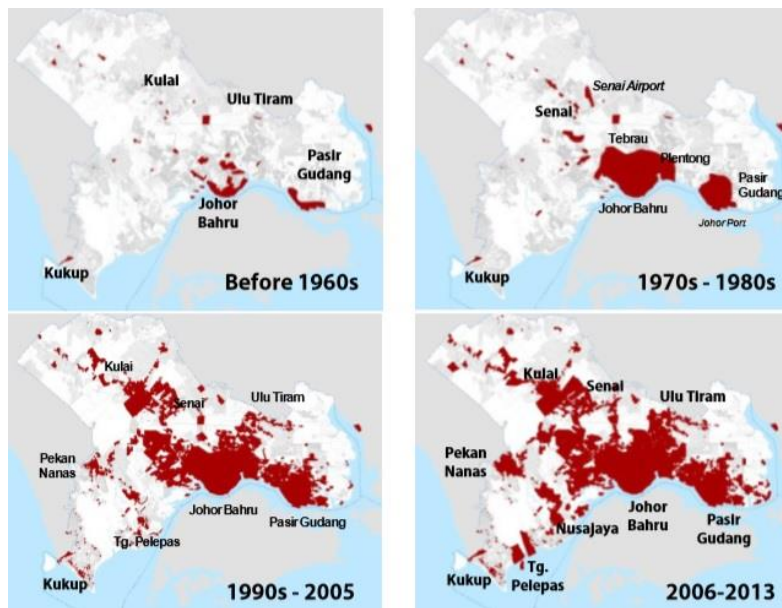 Kulai
Ulu Tiram
Pasir
Gudang
Johor
Bahru
Kukup
Before 1960s
Senai Airport
Senai
Tebrau
Plentong
Pasir
Gudang
Johor Bahru
Johor Port
Kukup
1970s - 1980s
Kulai
Senai
Ulu Tiram
Pekan
Nanas
Johor Bahru
Pasir Gudang
Tg. Pelepas
Kukup
1990s - 2005
Kulai
Senai
Ulu Tiram
Pekan
Nanas
Nusajaya
Johor
Bahru
Pasir
Gudang
Tg.
Pelepas
Kukup
2006-2013